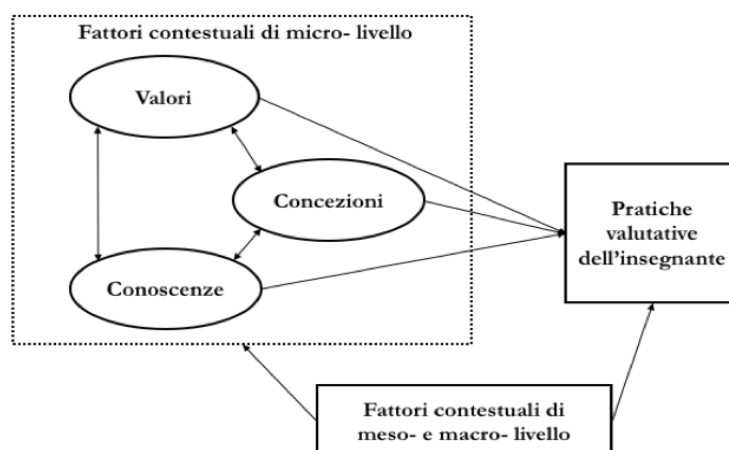 Fattori contestuali di micro- livello
Valori
Concezioni
Conoscenze
Pratiche
valutative
dell'insegnante
Fattori contestuali di
meso- e macro- livello